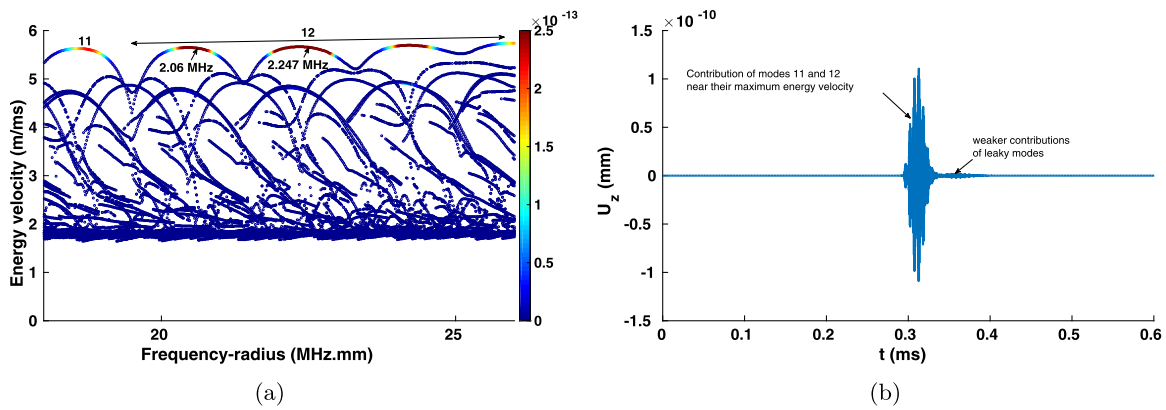 ×10 -13
6
5
4
3
2
1
0
20
25
11
12
2.06 MHz
2.247 MHz
2.5
2
1.5
1
0.5
0
Energy velocity (m/ms)
Frequency-radius (MHz.mm)
(a)
×10 -10
1.5
1
0.5
0
-0.5
-1
-1.5
0
0.1
0.2
0.3
0.4
0.5
0.6
Contribution of modes 11 and 12
near their maximum energy velocity
weaker contributions
of leaky modes
U z (mm)
t (ms)
(b)